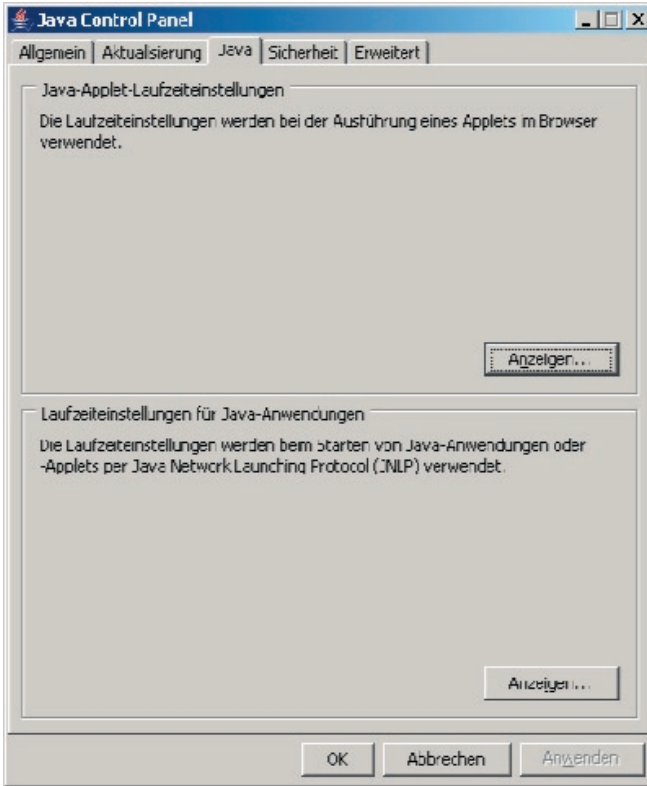 Java Control Panel
Allgemein
Aktualisierung
Java
Sicherheit
Erweitert
Java-Applet-Laufzeiteinstellungen
Die Laufzeiteinstellungen werden bei der Ausführung eines Applets im Browser
verwendet.
Anzeigen...
Laufzeiteinstellungen für Java-Anwendungen
Die Laufzeiteinstellungen werden beim Starten von Java-Anwendungen oder
-Applets per Java Network Launching Protocol (JNLP) verwendet.
Anzeigen...
OK
Abbrechen
Anwenden